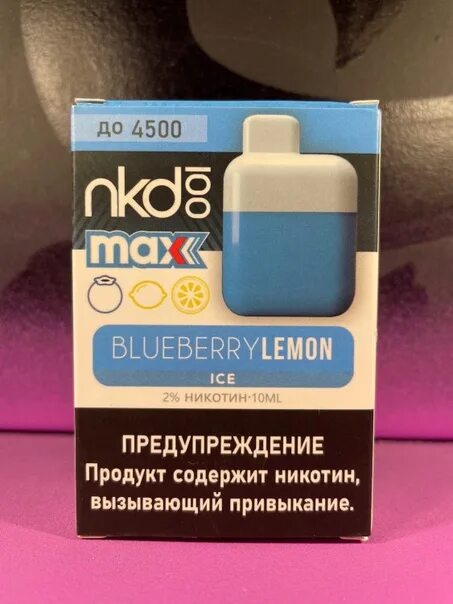 до 4500
nkd 100
max
BLUEBERRY LEMON
ICE
2% НИКОТИН·10ML
ПРЕДУПРЕЖДЕНИЕ
Продукт содержит никотин,
вызывающий привыкание.